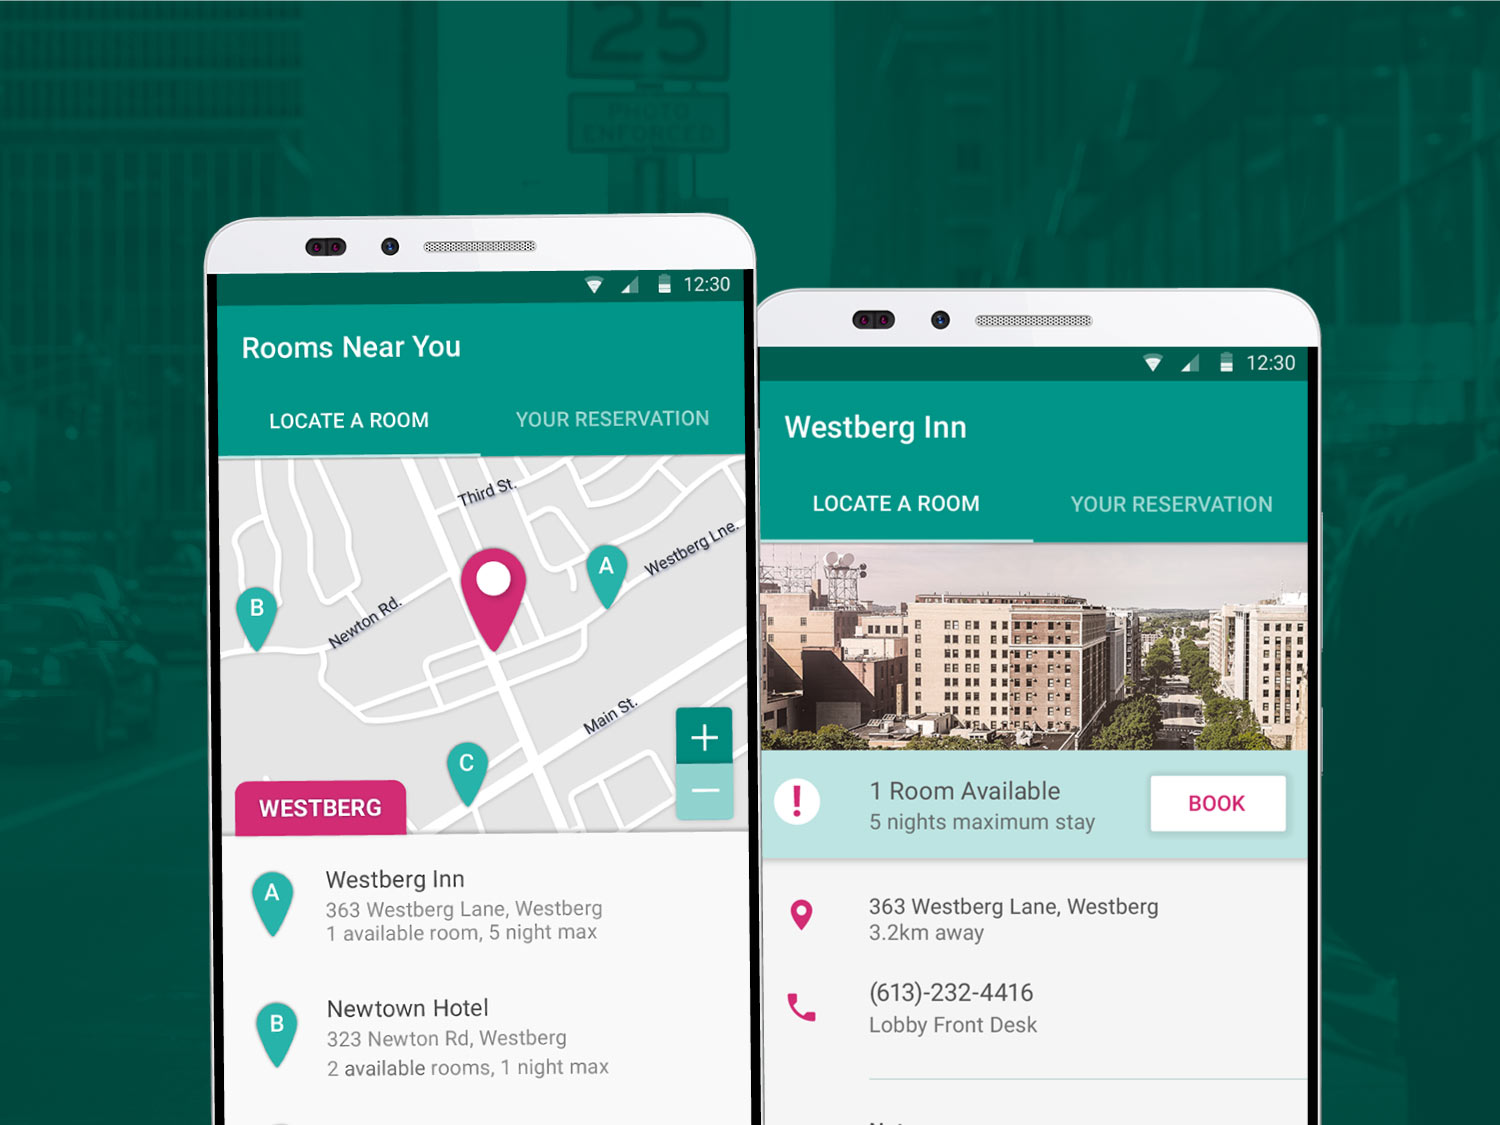 25
PHOTO
ENFORCED
12:30
Rooms Near You
LOCATE A ROOM
YOUR RESERVATION
Third St.
Westberg Lne.
A
B
Newton Rd.
Main St.
C
+
−
WESTBERG
A
Westberg Inn
363 Westberg Lane, Westberg
1 available room, 5 night max
B
Newtown Hotel
323 Newton Rd, Westberg
2 available rooms, 1 night max
12:30
Westberg Inn
LOCATE A ROOM
YOUR RESERVATION
!
1 Room Available
5 nights maximum stay
BOOK
363 Westberg Lane, Westberg
3.2km away
(613)-232-4416
Lobby Front Desk